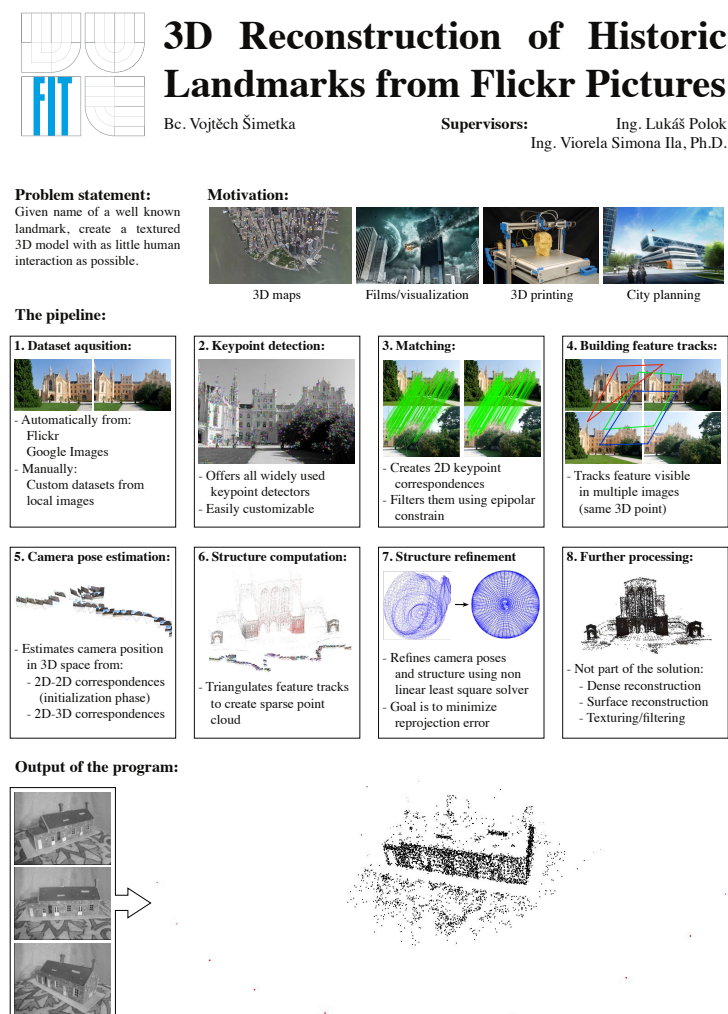 FIT
3D Reconstruction of Historic
Landmarks from Flickr Pictures
Bc. Vojtěch Šimetka
Supervisors: Ing. Lukáš Polok
Ing. Viorela Simona Ila, Ph.D.
Problem statement:
Given name of a well known
landmark, create a textured
3D model with as little human
interaction as possible.
Motivation:
3D maps
Films/visualization
3D printing
City planning
The pipeline:
1. Dataset aqusition:
- Automatically from:
Flickr
Google Images
- Manually:
Custom datasets from
local images
2. Keypoint detection:
- Offers all widely used
keypoint detectors
- Easily customizable
3. Matching:
- Creates 2D keypoint
correspondences
- Filters them using epipolar
constrain
4. Building feature tracks:
- Tracks feature visible
in multiple images
(same 3D point)
5. Camera pose estimation:
- Estimates camera position
in 3D space from:
- 2D-2D correspondences
(initialization phase)
- 2D-3D correspondences
6. Structure computation:
- Triangulates feature tracks
to create sparse point
cloud
7. Structure refinement
- Refines camera poses
and structure using non
linear least square solver
- Goal is to minimize
reprojection error
8. Further processing:
- Not part of the solution:
- Dense reconstruction
- Surface reconstruction
- Texturing/filtering
Output of the program: